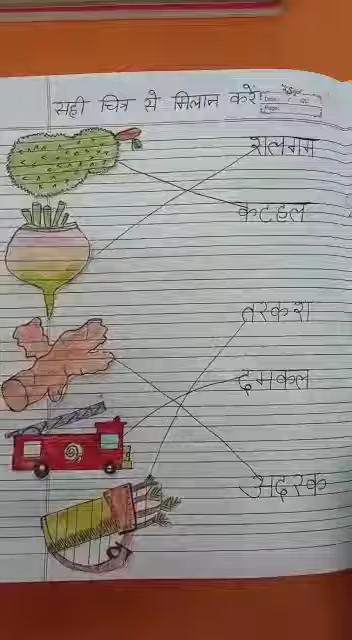 सही चित्र से मिलान करें
शलगम
कटहल
तरकश
दमकल
अदरक